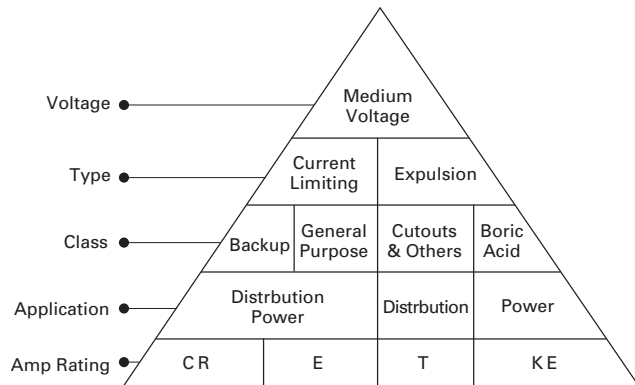 Voltage
Medium
Voltage
Type
Current
Limiting
Expulsion
Class
Backup
General
Purpose
Cutouts
& Others
Boric
Acid
Application
Distrbution
Power
Distrbution
Power
Amp Rating
C R
E
T
K E